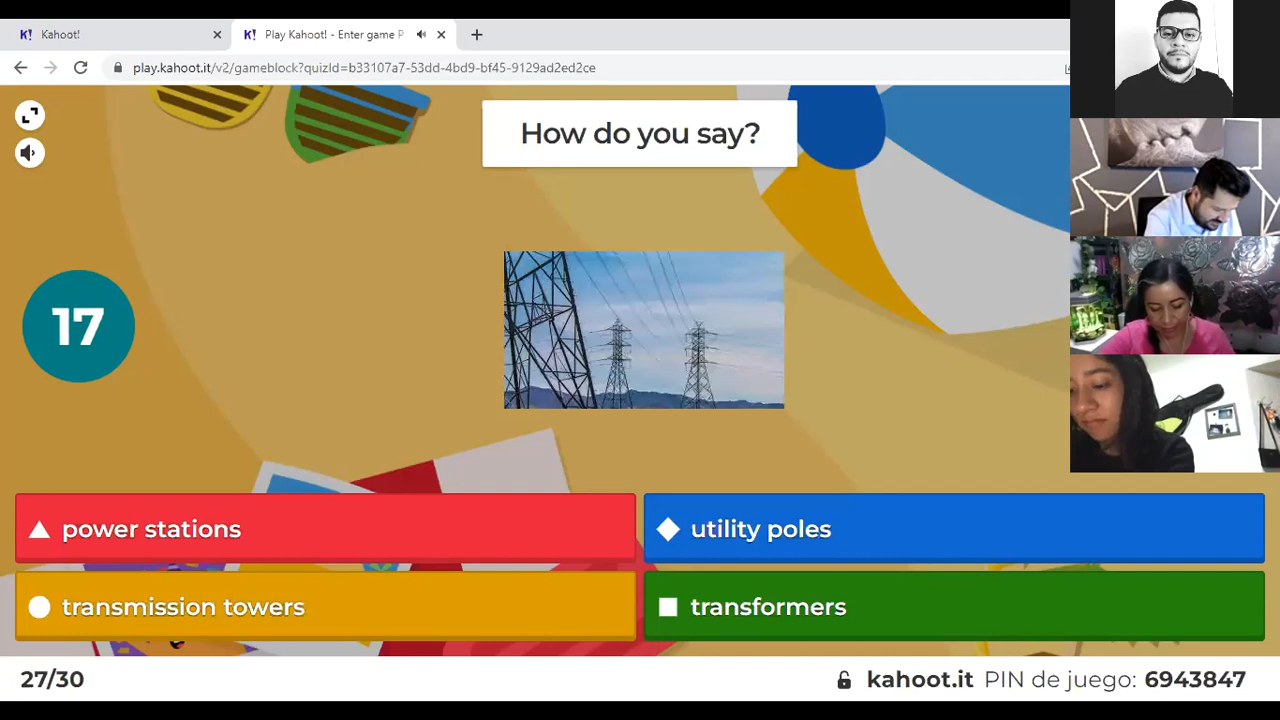 K! Kahoot!
K! Play Kahoot! - Enter game P
play.kahoot.it/v2/gameblock?quizId=b33107a7-53dd-4bd9-bf45-9129ad2ed2ce
How do you say?
17
power stations
utility poles
transmission towers
transformers
27/30
kahoot.it PIN de juego: 6943847